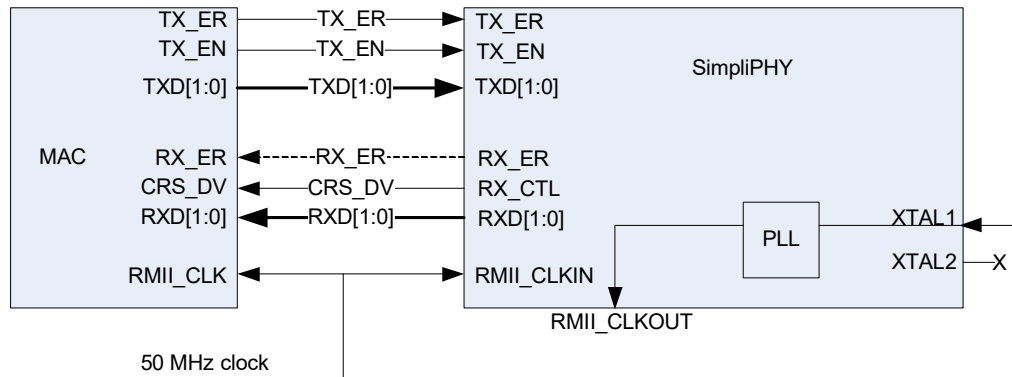 TX_ER TX_ER TX_ER
TX_EN TX_EN TX_EN
SimpliPHY
TXD[1:0] TXD[1:0] TXD[1:0]
MAC RX_ER RX_ER RX_ER
CRS_DV CRS_DV RX_CTL
RXD[1:0] RXD[1:0] RXD[1:0]
XTAL1
PLL
XTAL2 X
RMII_CLK RMII_CLKIN
RMII_CLKOUT
50 MHz clock